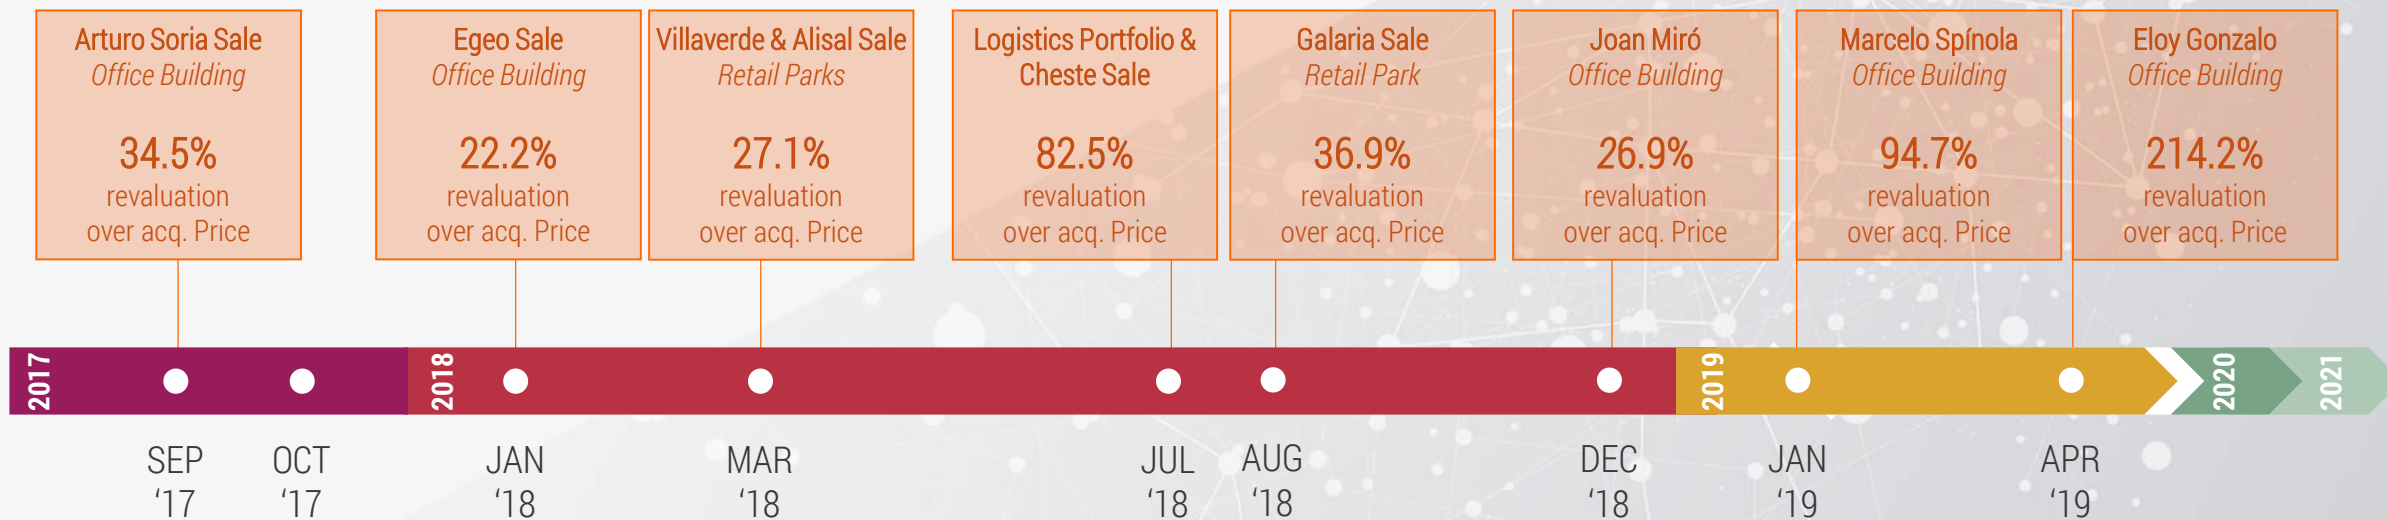 Arturo Soria Sale
Office Building
34.5%
revaluation
over acq. Price
Egeo Sale
Office Building
22.2%
revaluation
over acq. Price
Villaverde & Alisal Sale
Retail Parks
27.1%
revaluation
over acq. Price
Logistics Portfolio &
Cheste Sale
82.5%
revaluation
over acq. Price
Galaria Sale
Retail Park
36.9%
revaluation
over acq. Price
Joan Miró
Office Building
26.9%
revaluation
over acq. Price
Marcelo Spínola
Office Building
94.7%
revaluation
over acq. Price
Eloy Gonzalo
Office Building
214.2%
revaluation
over acq. Price
2017
2018
2019
2020
2021
SEP
‘17
OCT
‘17
JAN
‘18
MAR
‘18
JUL
‘18
AUG
‘18
DEC
‘18
JAN
‘19
APR
‘19